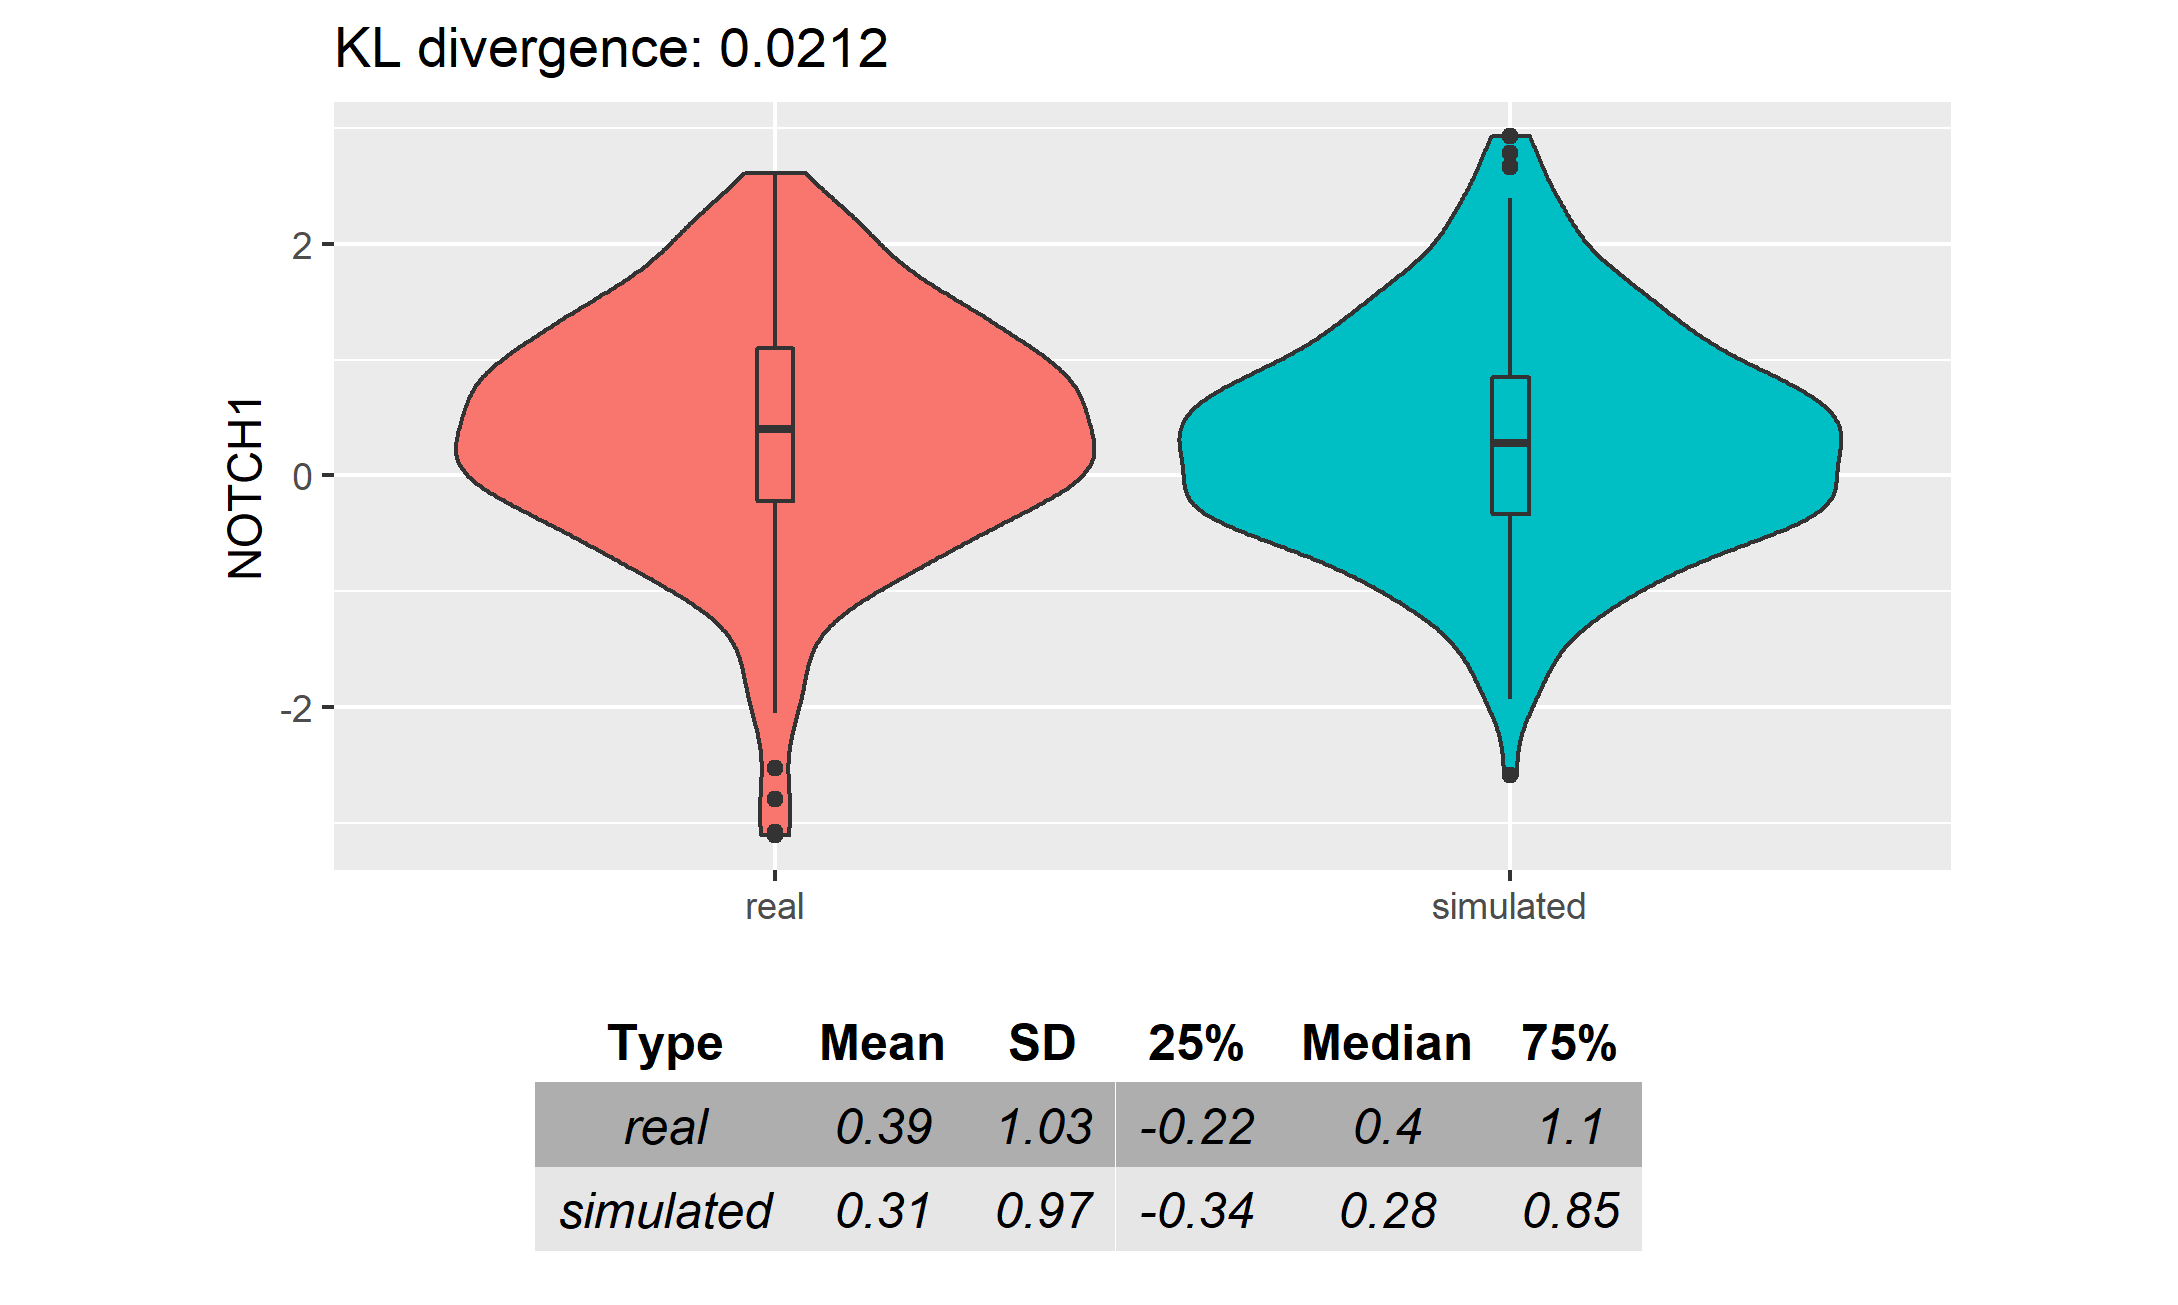 KL divergence: 0.0212
NOTCH1
2
0
-2
real simulated
Type Mean SD 25% Median 75%
real 0.39 1.03 -0.22 0.4 1.1
simulated 0.31 0.97 -0.34 0.28 0.85